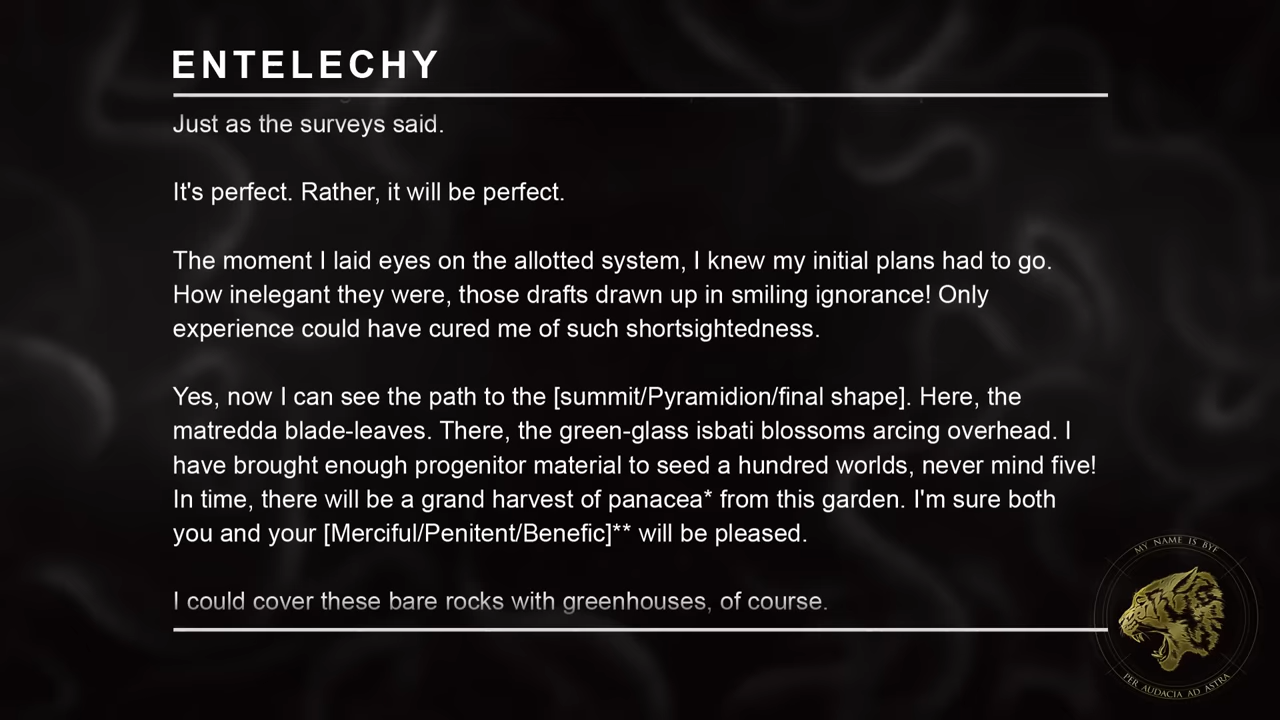 ENTELECHY
Just as the surveys said.
It's perfect. Rather, it will be perfect.
The moment I laid eyes on the allotted system, I knew my initial plans had to go.
How inelegant they were, those drafts drawn up in smiling ignorance! Only
experience could have cured me of such shortsightedness.
Yes, now I can see the path to the [summit/Pyramidion/final shape]. Here, the
matredda blade-leaves. There, the green-glass isbati blossoms arcing overhead. I
have brought enough progenitor material to seed a hundred worlds, never mind five!
In time, there will be a grand harvest of panacea* from this garden. I'm sure both
you and your [Merciful/Penitent/Benefic]** will be pleased.
I could cover these bare rocks with greenhouses, of course.
MY NAME IS BYF
PER AUDACIA AD ASTRA